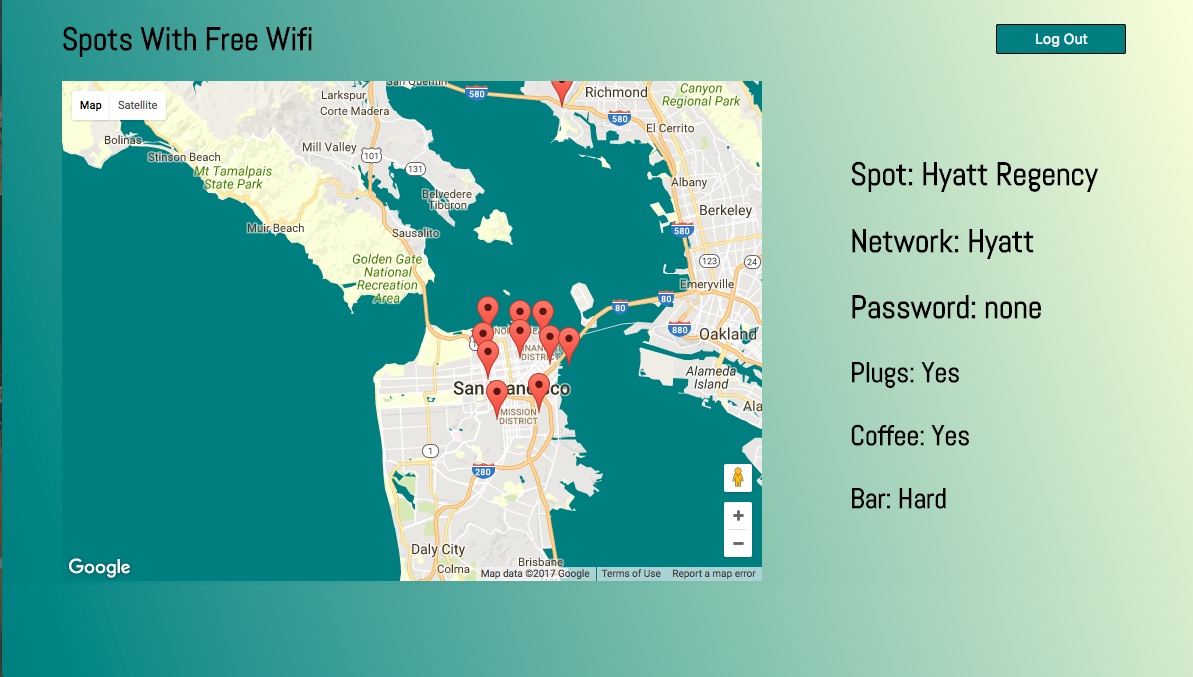 Spots With Free Wifi
Log Out
Map
Satellite
San Quentin
Larkspur
Corte Madera
580
Richmond
Canyon
Regional Park
580
El Cerrito
Bolinas
Stinson Beach
Mill Valley
101
131
Mt Tamalpais
State Park
Belvedere
Tiburon
Albany
Berkeley
Muir Beach
Sausalito
580
Golden Gate
National
Recreation
Area
123
24
Emeryville
80
80
880
Oakland
Alameda
Island
Ala
DISTRICT
San Francisco
MISSION
DISTRICT
1
280
Daly City
Colma
Brisbane
Google
Map data ©2017 Google
Terms of Use
Report a map error
Spot: Hyatt Regency
Network: Hyatt
Password: none
Plugs: Yes
Coffee: Yes
Bar: Hard